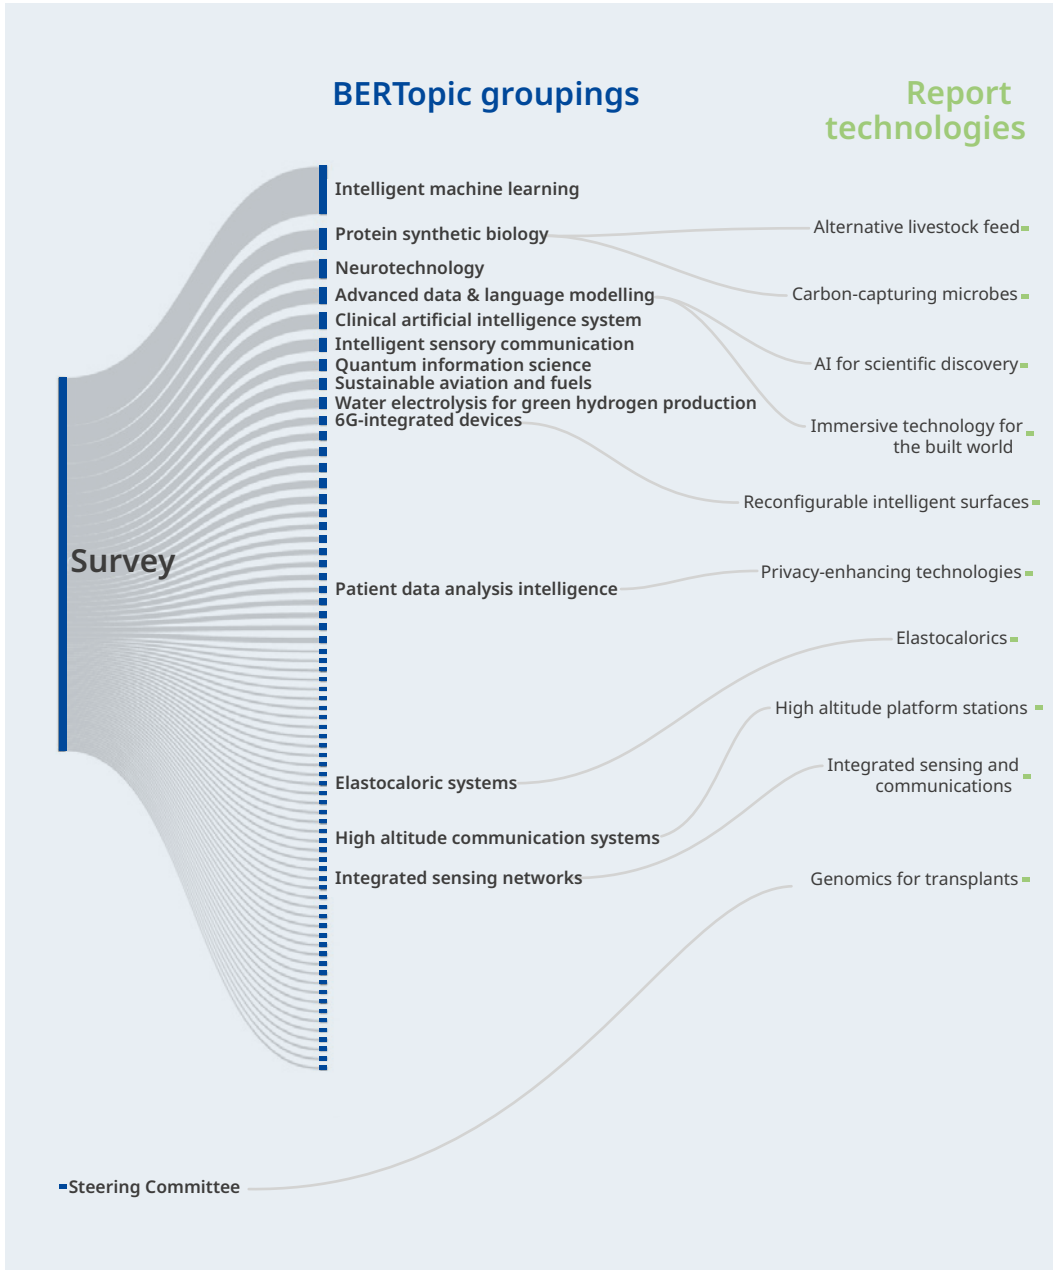 BERTopic groupings
Report
technologies
Intelligent machine learning
Protein synthetic biology
Neurotechnology
Advanced data & language modelling
Clinical artificial intelligence system
Intelligent sensory communication
Quantum information science
Sustainable aviation and fuels
Water electrolysis for green hydrogen production
6G-integrated devices
Survey
Patient data analysis intelligence
Elastocaloric systems
High altitude communication systems
Integrated sensing networks
Alternative livestock feed
Carbon-capturing microbes
AI for scientific discovery
Immersive technology for
the built world
Reconfigurable intelligent surfaces
Privacy-enhancing technologies
Elastocalorics
High altitude platform stations
Integrated sensing and
communications
Genomics for transplants
Steering Committee